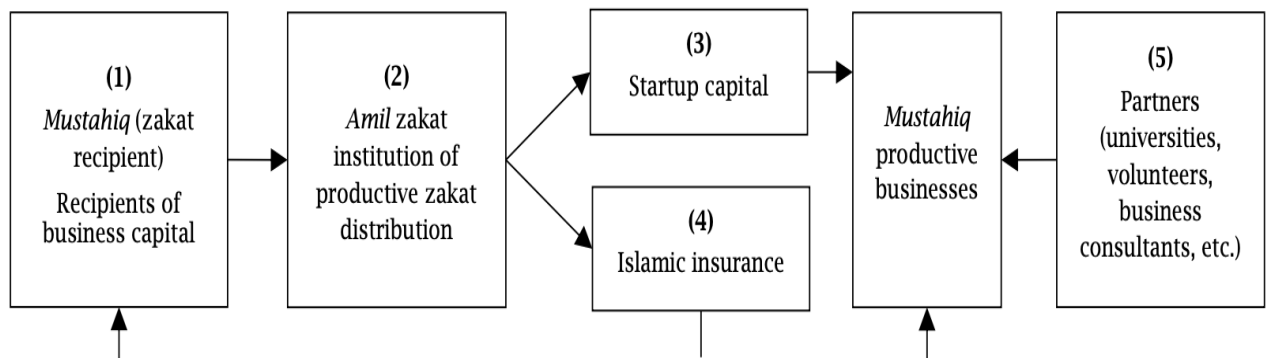 (1)
Mustahiq (zakat
recipient)
Recipients of
business capital
(2)
Amil zakat
institution of
productive zakat
distribution
(3)
Startup capital
(4)
Islamic insurance
Mustahiq
productive
businesses
(5)
Partners
(universities,
volunteers,
business
consultants, etc.)